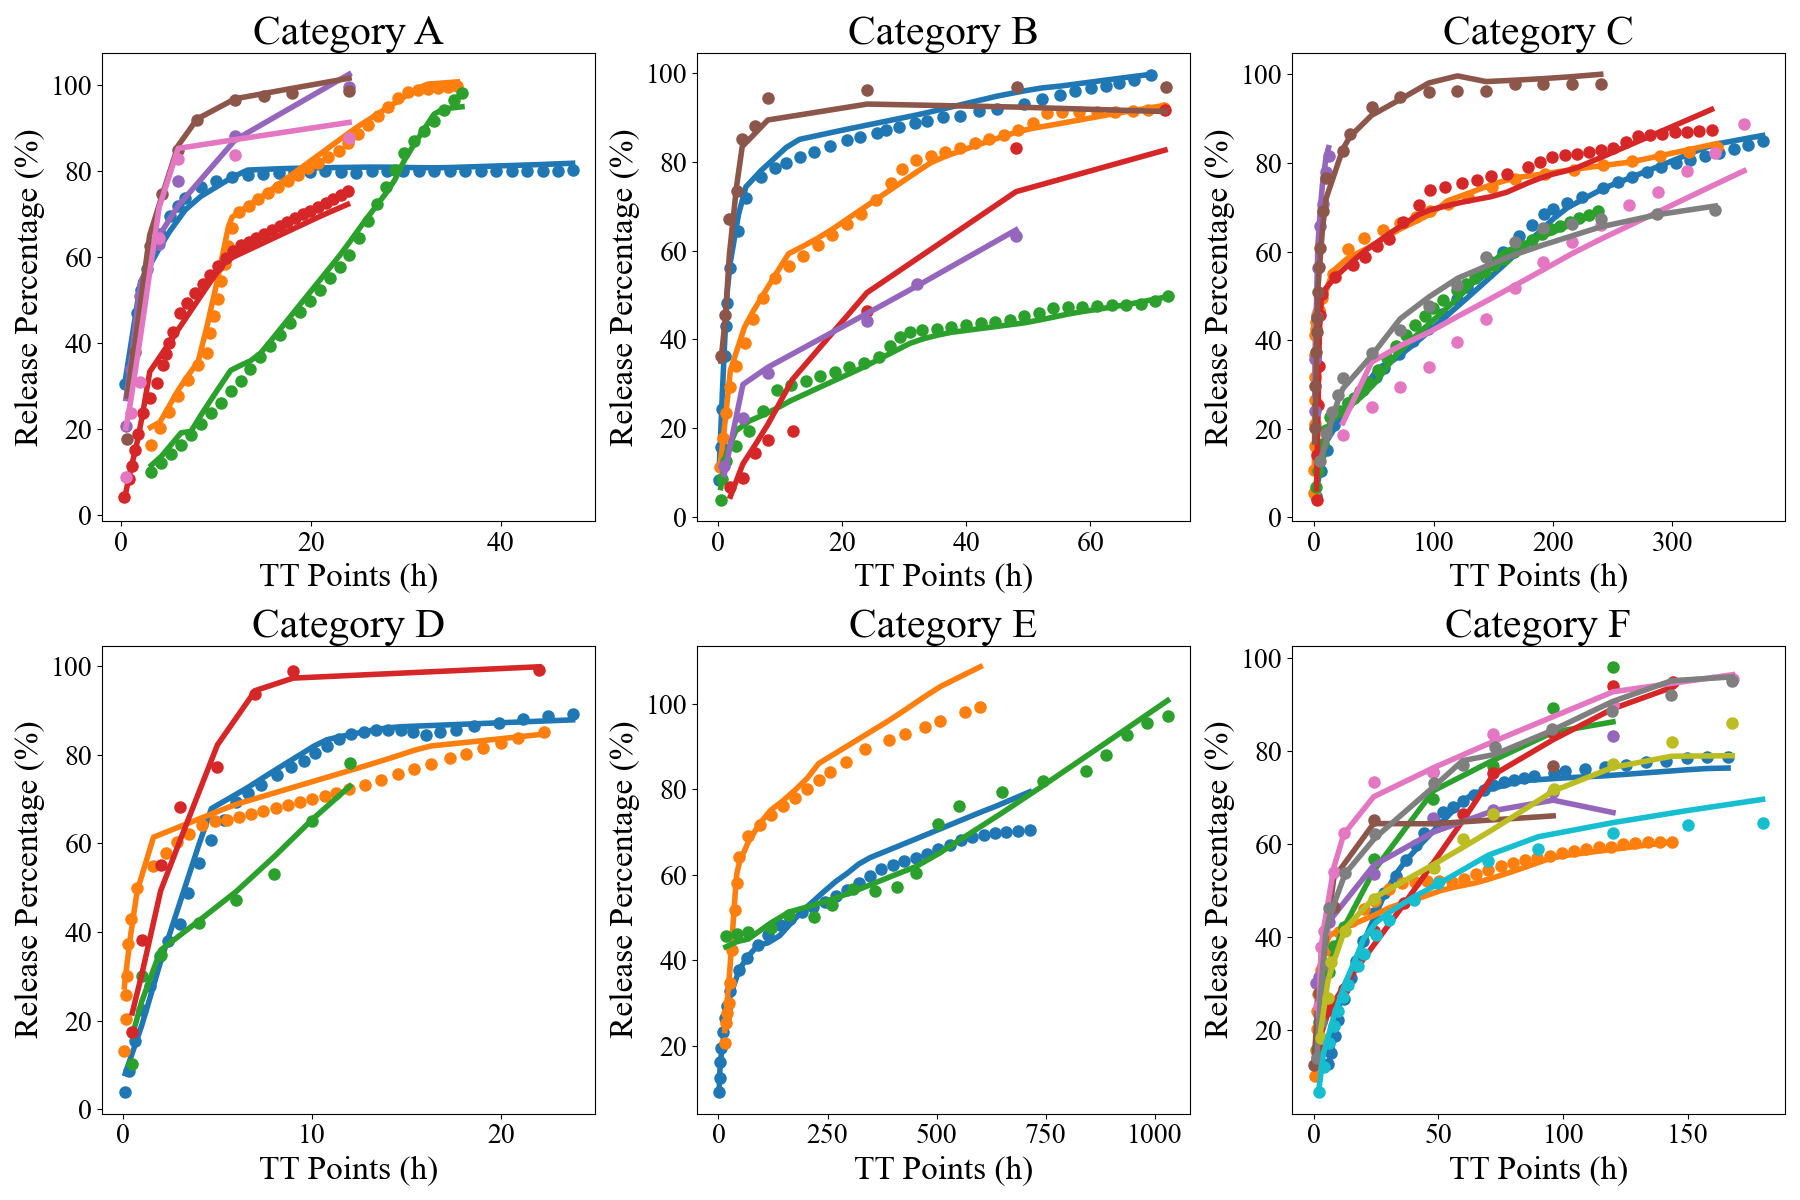 Category A
Release Percentage (%)
100
80
60
40
20
0
0 20 40
TT Points (h)
Category B
Release Percentage (%)
100
80
60
40
20
0
0 20 40 60
TT Points (h)
Category C
Release Percentage (%)
100
80
60
40
20
0
0 100 200 300
TT Points (h)
Category D
Release Percentage (%)
100
80
60
40
20
0
0 10 20
TT Points (h)
Category E
Release Percentage (%)
100
80
60
40
20
0 250 500 750 1000
TT Points (h)
Category F
Release Percentage (%)
100
80
60
40
20
0 50 100 150
TT Points (h)